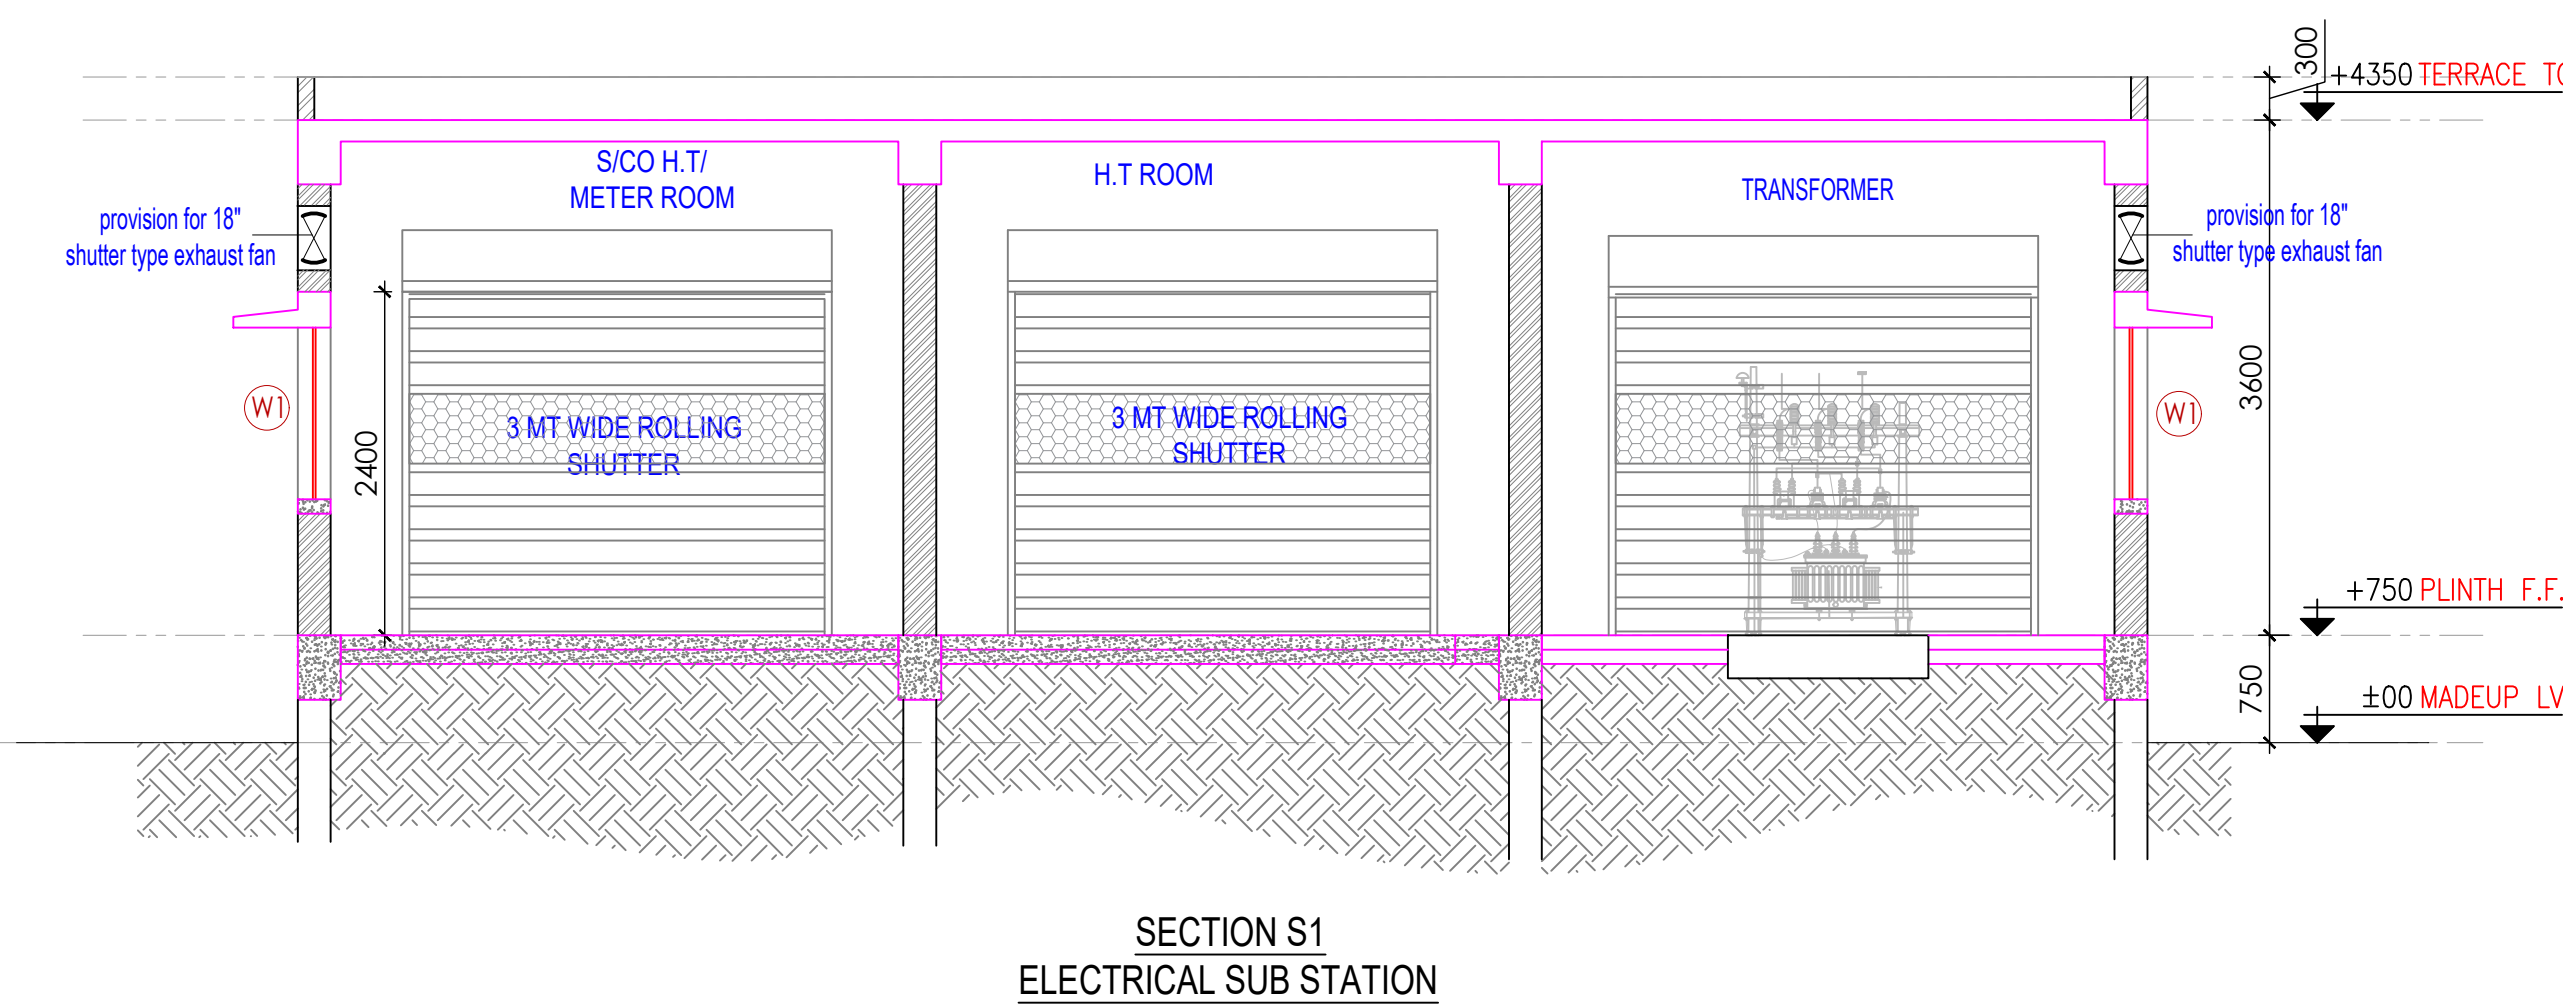 300
+4350 TERRACE TO
S/CO H.T/
METER ROOM
H.T ROOM
TRANSFORMER
provision for 18"
shutter type exhaust fan
provision for 18"
shutter type exhaust fan
W1
2400
3 MT WIDE ROLLING
SHUTTER
3 MT WIDE ROLLING
SHUTTER
W1
3600
+750 PLINTH F.F.
750
±00 MADEUP LV
SECTION S1
ELECTRICAL SUB STATION